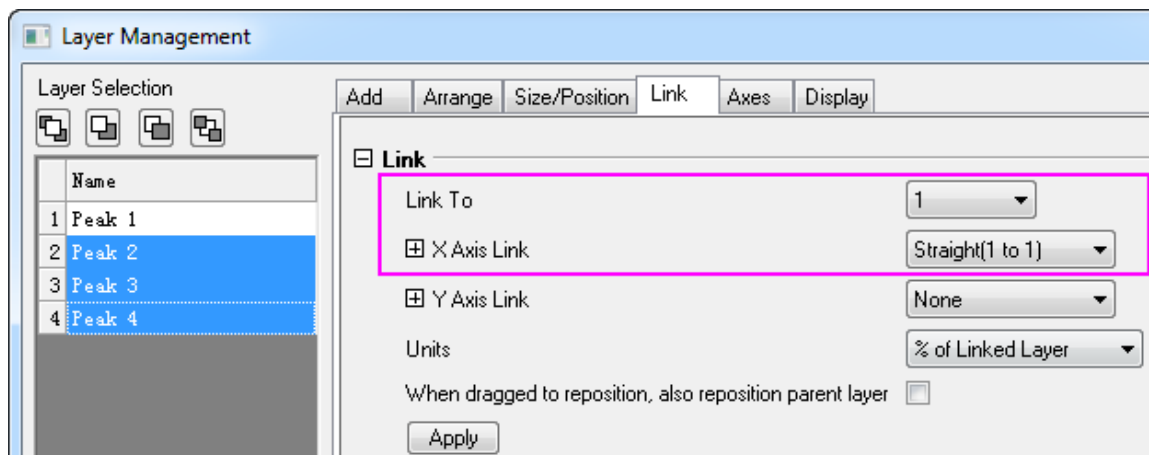 Layer Management
Layer Selection
Add Arrange Size/Position Link Axes Display
Name
1 Peak 1
2 Peak 2
3 Peak 3
4 Peak 4
Link
Link To 1
X Axis Link Straight(1 to 1)
Y Axis Link None
Units % of Linked Layer
When dragged to reposition, also reposition parent layer
Apply